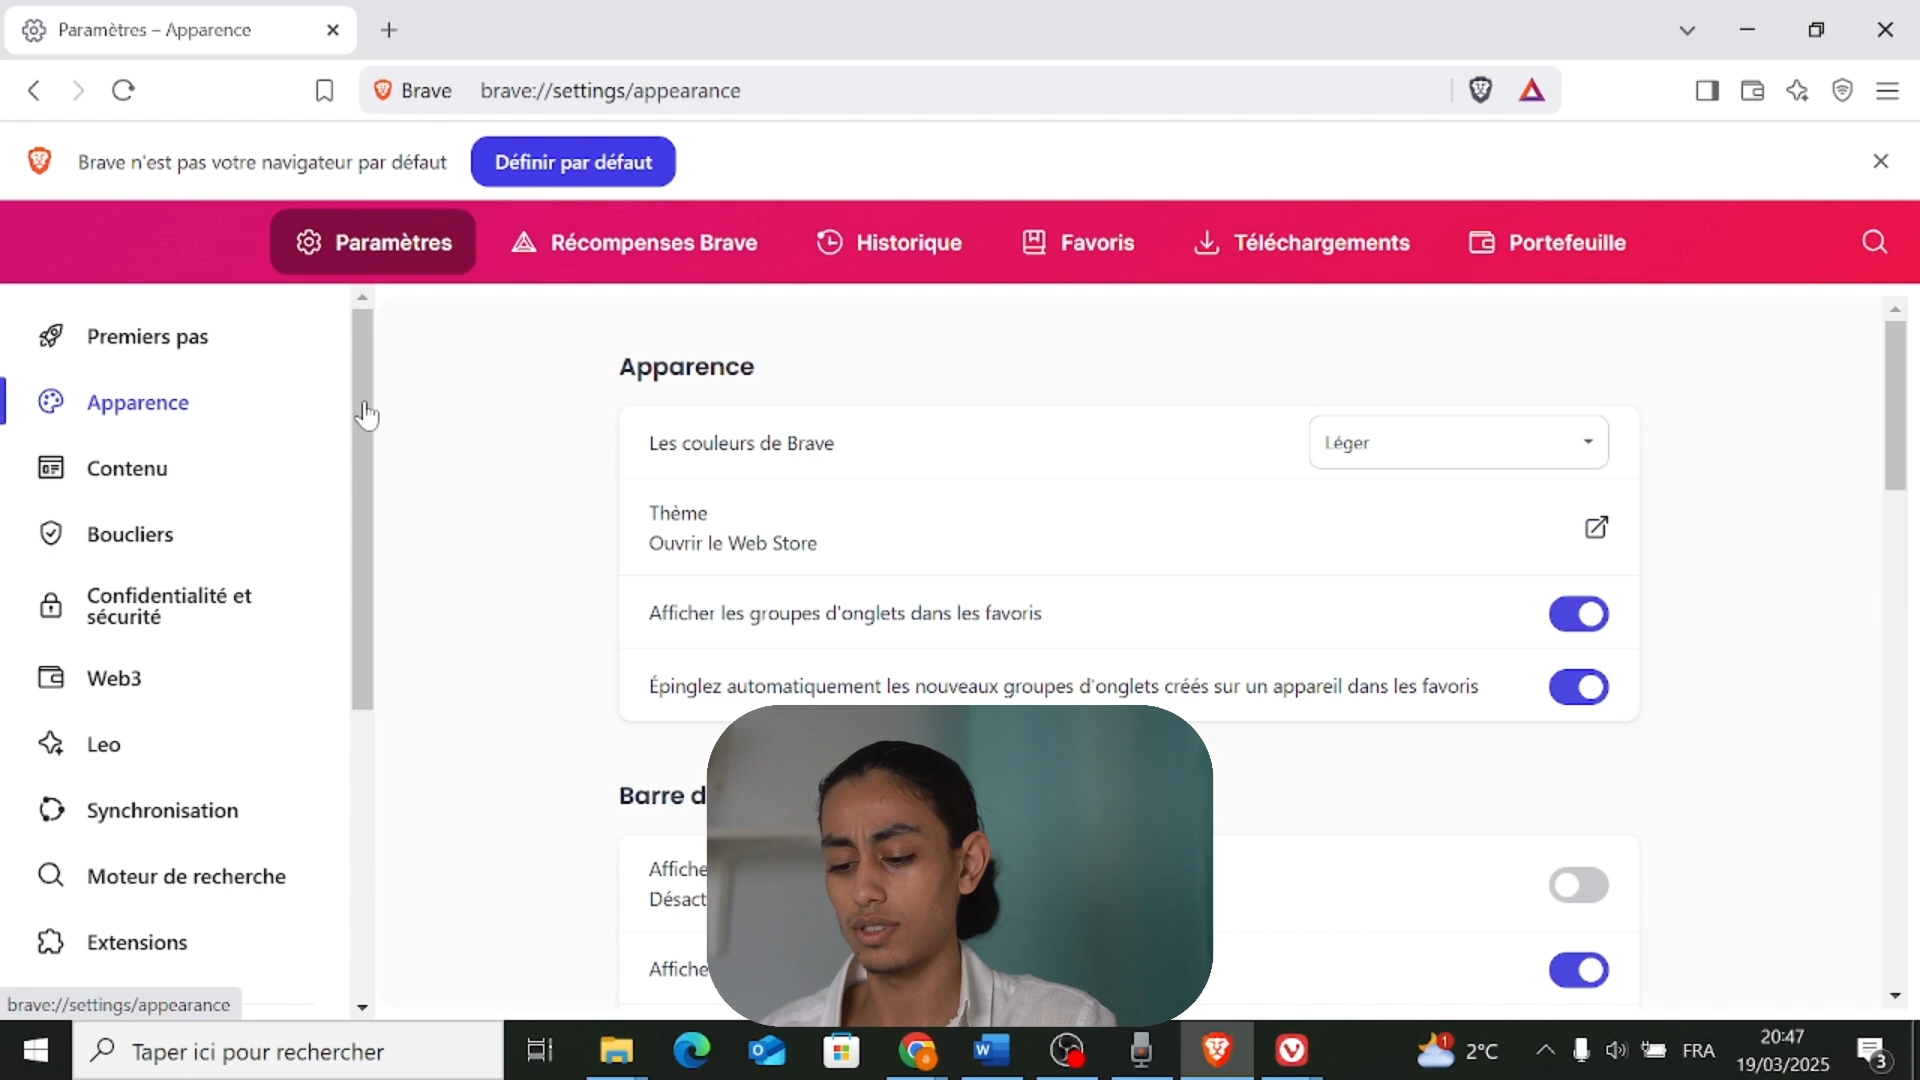 Paramètres – Apparence
Brave
brave://settings/appearance
Brave n'est pas votre navigateur par défaut
Définir par défaut
Paramètres
Récompenses Brave
Historique
Favoris
Téléchargements
Portefeuille
Premiers pas
Apparence
Contenu
Boucliers
Confidentialité et
sécurité
Web3
Leo
Synchronisation
Moteur de recherche
Extensions
brave://settings/appearance
Apparence
Les couleurs de Brave
Léger
Thème
Ouvrir le Web Store
Afficher les groupes d'onglets dans les favoris
Épinglez automatiquement les nouveaux groupes d'onglets créés sur un appareil dans les favoris
Barre d
Affiche
Désact
Affiche
Taper ici pour rechercher
1
2°C
FRA
20:47
19/03/2025
3